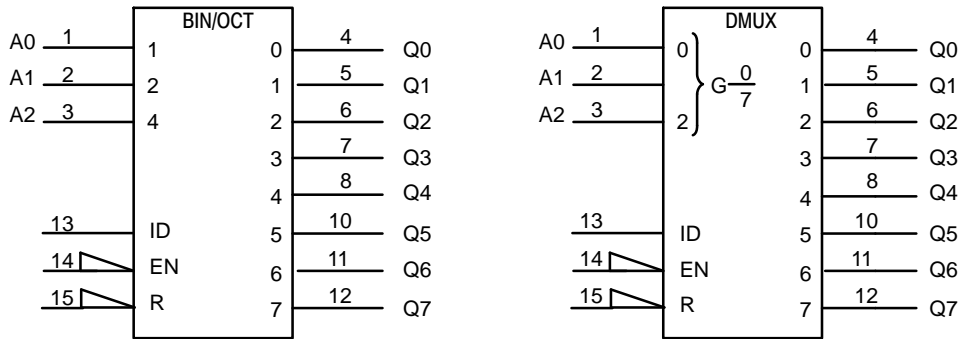 BIN/OCT
A0 1 1 0 4 Q0
A1 2 2 1 5 Q1
A2 3 4 2 6 Q2
3 7 Q3
4 8 Q4
13 ID 5 10 Q5
14 EN 6 11 Q6
15 R 7 12 Q7
DMUX
A0 1 0 0 4 Q0
A1 2 G 0/7 1 5 Q1
A2 3 2 2 6 Q2
3 7 Q3
4 8 Q4
13 ID 5 10 Q5
14 EN 6 11 Q6
15 R 7 12 Q7